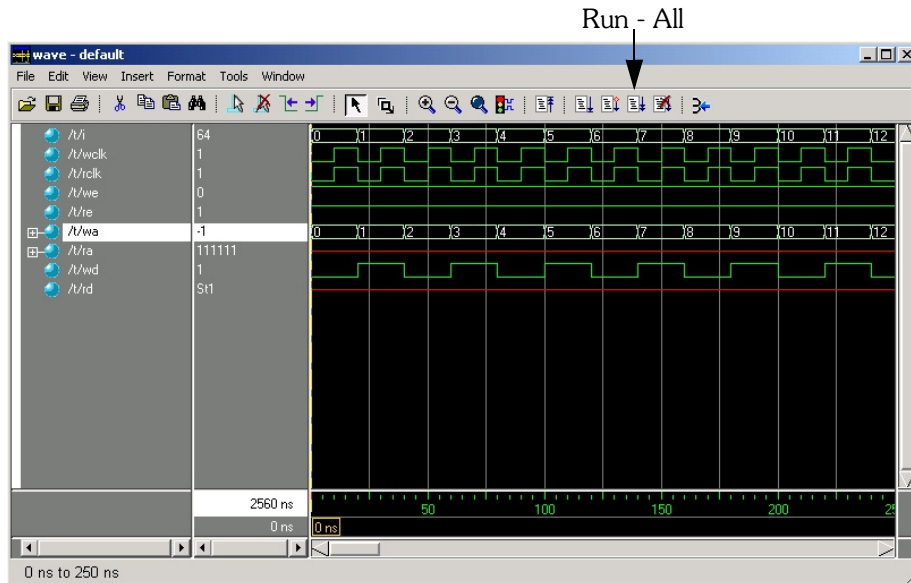 Run - All
wave - default
File Edit View Insert Format Tools Window
/t/i 64 0 1 2 3 4 5 6 7 8 9 10 11 12
/t/wclk 1
/t/rclk 1
/t/we 0
/t/re 1
/t/wa -1 0 1 2 3 4 5 6 7 8 9 10 11 12
/t/ra 111111
/t/wd 1
/t/rd St1
2560 ns 50 100 150 200
0 ns 0 ns
0 ns to 250 ns